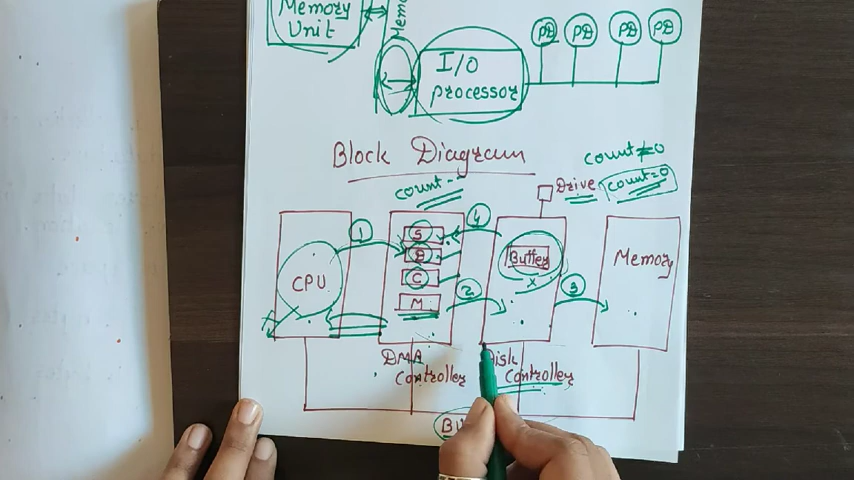 Memory
Unit
Memo
I/O
processor
PD PD PD PD
Block Diagram
count--
count≠0
Drive
count=0
CPU
1
S
D
C
M
4
2
Buffer
x
3
Memory
DMA
Controller
Disk
Controller